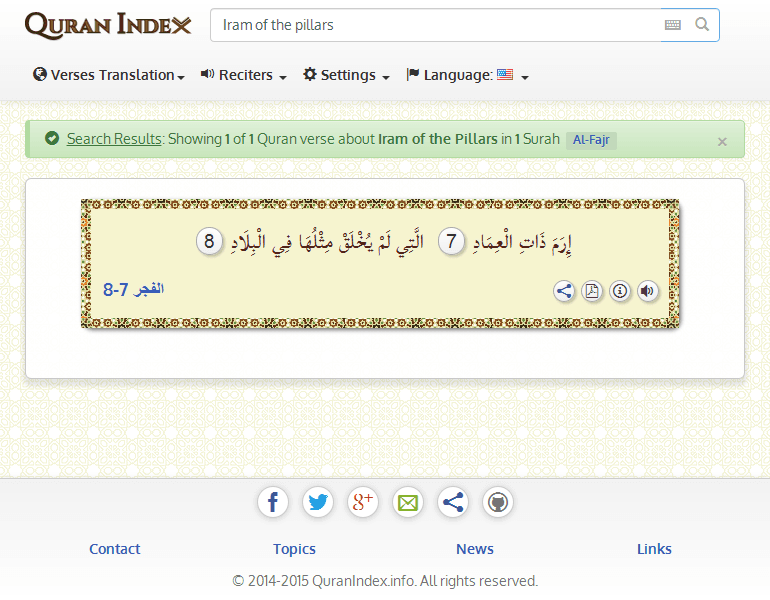 QURAN INDEX
Iram of the pillars
Verses Translation Reciters Settings Language:
Search Results: Showing 1 of 1 Quran verse about Iram of the Pillars in 1 Surah Al-Fajr ×
إِرَمَ ذَاتِ الْعِمَادِ 7 الَّتِي لَمْ يُخْلَقْ مِثْلُهَا فِي الْبِلَادِ 8
الفجر 7-8
f 8+
Contact Topics News Links
© 2014-2015 QuranIndex.info. All rights reserved.